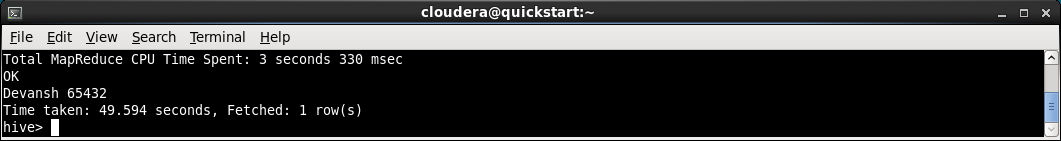 cloudera@quickstart:~
File Edit View Search Terminal Help
Total MapReduce CPU Time Spent: 3 seconds 330 msec
OK
Devansh 65432
Time taken: 49.594 seconds, Fetched: 1 row(s)
hive>